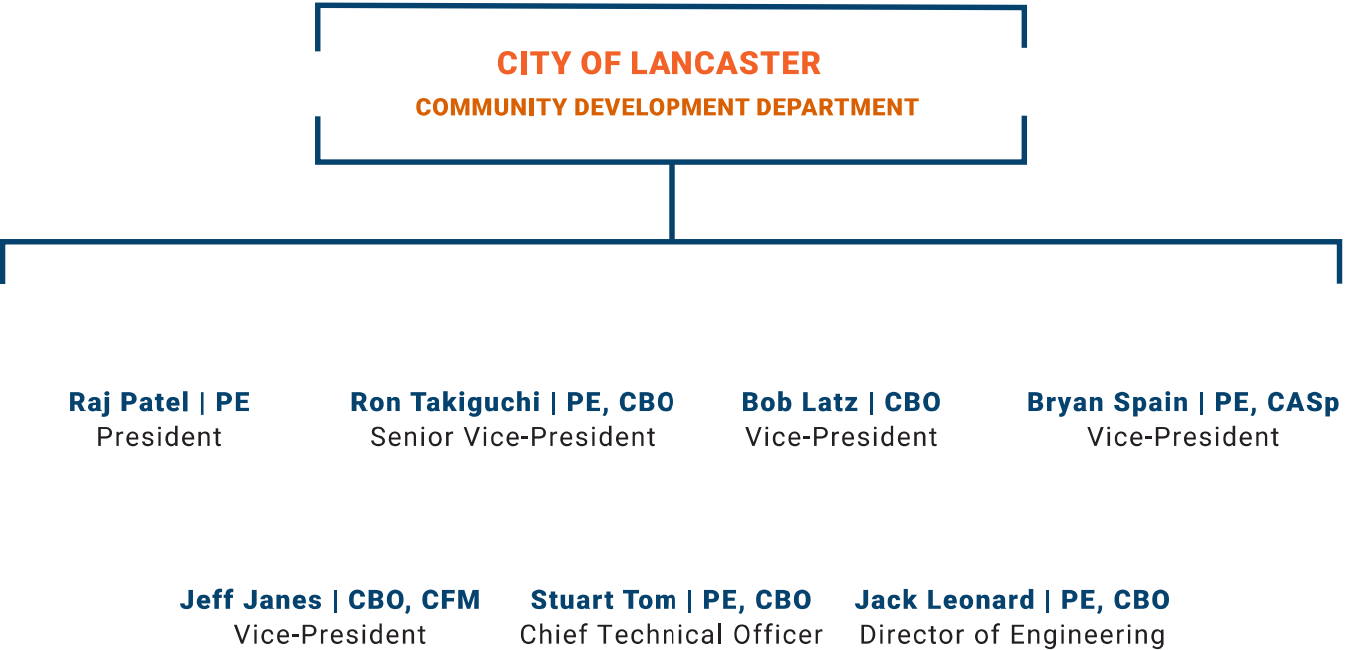 CITY OF LANCASTER
COMMUNITY DEVELOPMENT DEPARTMENT
Raj Patel | PE
President
Ron Takiguchi | PE, CBO
Senior Vice-President
Bob Latz | CBO
Vice-President
Bryan Spain | PE, CASp
Vice-President
Jeff Janes | CBO, CFM
Vice-President
Stuart Tom | PE, CBO
Chief Technical Officer
Jack Leonard | PE, CBO
Director of Engineering